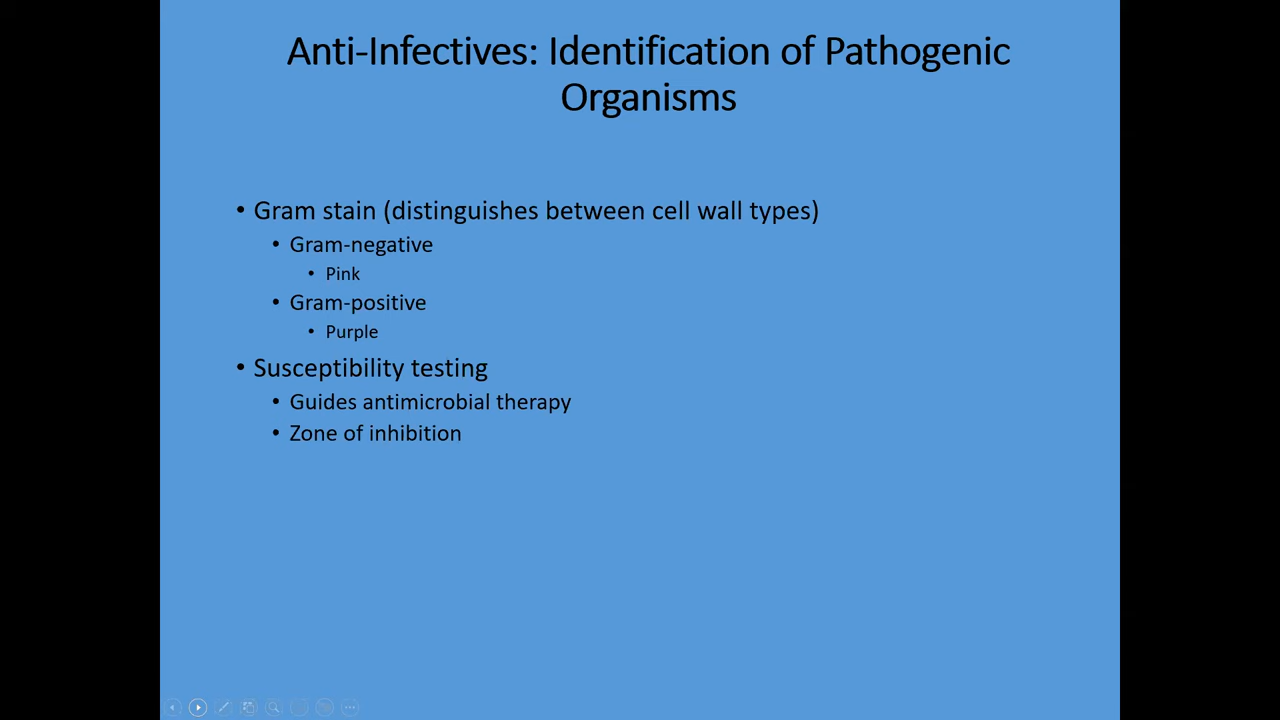 Anti-Infectives: Identification of Pathogenic
Organisms
• Gram stain (distinguishes between cell wall types)
• Gram-negative
• Pink
• Gram-positive
• Purple
• Susceptibility testing
• Guides antimicrobial therapy
• Zone of inhibition